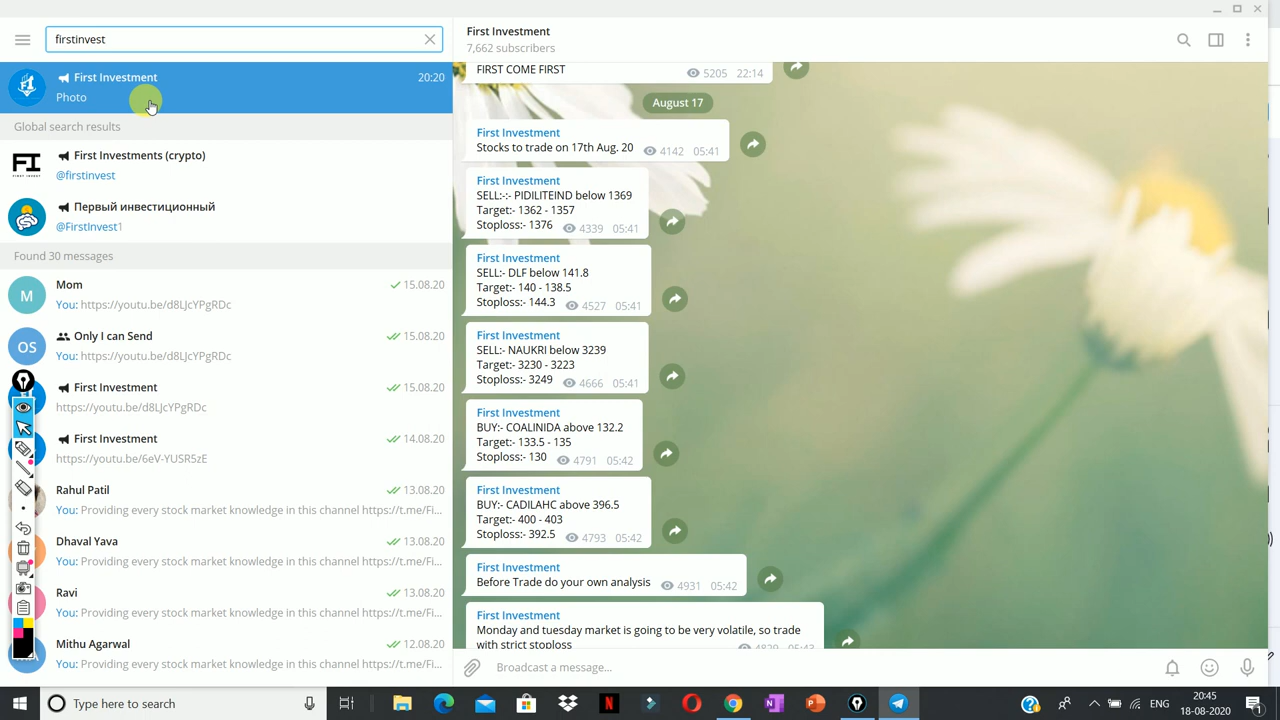 firstinvest
First Investment
20:20
Photo
Global search results
FI
FIRST INVEST
First Investments (crypto)
@firstinvest
Первый инвестиционный
@FirstInvest1
Found 30 messages
M
Mom
15.08.20
You: https://youtu.be/d8LJcYPgRDc
OS
Only I can Send
15.08.20
You: https://youtu.be/d8LJcYPgRDc
First Investment
15.08.20
https://youtu.be/d8LJcYPgRDc
First Investment
14.08.20
https://youtu.be/6eV-YUSR5zE
Rahul Patil
13.08.20
You: Providing every stock market knowledge in this channel https://t.me/Fi...
Dhaval Yava
13.08.20
You: Providing every stock market knowledge in this channel https://t.me/Fi...
Ravi
13.08.20
You: Providing every stock market knowledge in this channel https://t.me/Fi...
Mithu Agarwal
12.08.20
You: Providing every stock market knowledge in this channel https://t.me/Fi...
First Investment
7,662 subscribers
FIRST COME FIRST
5205 22:14
August 17
First Investment
Stocks to trade on 17th Aug. 20
4142 05:41
First Investment
SELL:-:- PIDILITEIND below 1369
Target:- 1362 - 1357
Stoploss:- 1376
4339 05:41
First Investment
SELL:- DLF below 141.8
Target:- 140 - 138.5
Stoploss:- 144.3
4527 05:41
First Investment
SELL:- NAUKRI below 3239
Target:- 3230 - 3223
Stoploss:- 3249
4666 05:41
First Investment
BUY:- COALINIDA above 132.2
Target:- 133.5 - 135
Stoploss:- 130
4791 05:42
First Investment
BUY:- CADILAHC above 396.5
Target:- 400 - 403
Stoploss:- 392.5
4793 05:42
First Investment
Before Trade do your own analysis
4931 05:42
First Investment
Monday and tuesday market is going to be very volatile, so trade
with strict stoploss
Broadcast a message...
Type here to search
ENG
20:45
18-08-2020